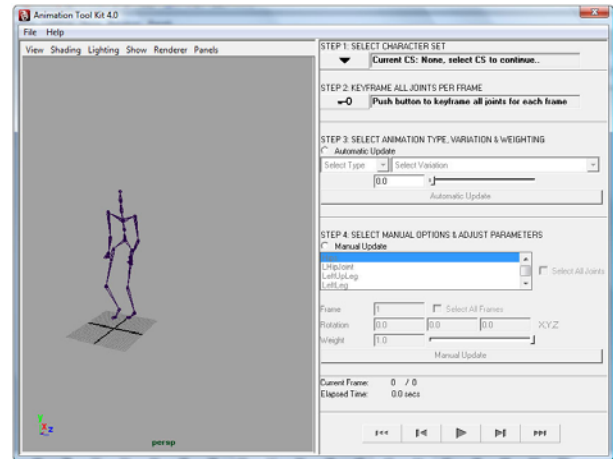 Animation Tool Kit 4.0
File Help
View Shading Lighting Show Renderer Panels
STEP 1: SELECT CHARACTER SET
Current CS: None, select CS to continue..
STEP 2: KEYFRAME ALL JOINTS PER FRAME
Push button to keyframe all joints for each frame
STEP 3: SELECT ANIMATION TYPE, VARIATION & WEIGHTING
Automatic Update
Select Type Select Variation
0.0
Automatic Update
STEP 4: SELECT MANUAL OPTIONS & ADJUST PARAMETERS
Manual Update
LHipJoint
LeftUpLeg
LeftLeg
Select All Joints
Frame 1 Select All Frames
Rotation 0.0 0.0 0.0 X,Y,Z
Weight 1.0
Manual Update
Current Frame: 0 / 0
Elapsed Time: 0.0 secs
Y
X
Z
persp